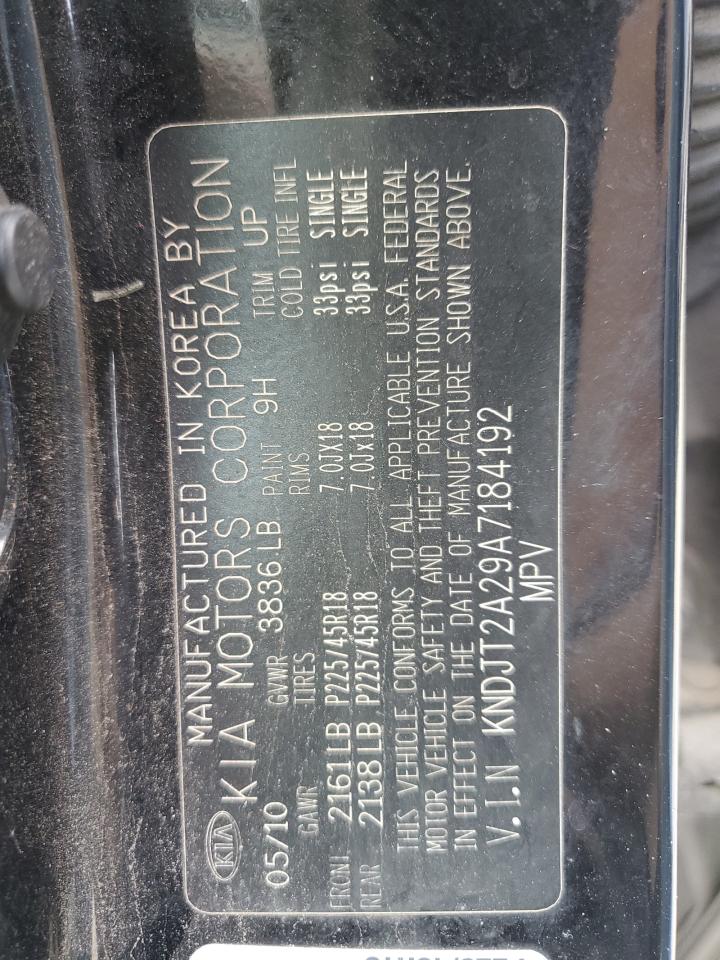 MANUFACTURED IN KOREA BY
KIA KIA MOTORS CORPORATION
05/10 GVWR 3836 LB PAINT 9H TRIM UP
GAWR TIRES RIMS COLD TIRE INFL
FRONT 2161 LB P225/45R18 7.0JX18 33psi SINGLE
REAR 2138 LB P225/45R18 7.0Jx18 33psi SINGLE
THIS VEHICLE CONFORMS TO ALL APPLICABLE U.S.A. FEDERAL
MOTOR VEHICLE SAFETY AND THEFT PREVENTION STANDARDS
IN EFFECT ON THE DATE OF MANUFACTURE SHOWN ABOVE.
V.I.N KNDJT2A29A7184192
MPV